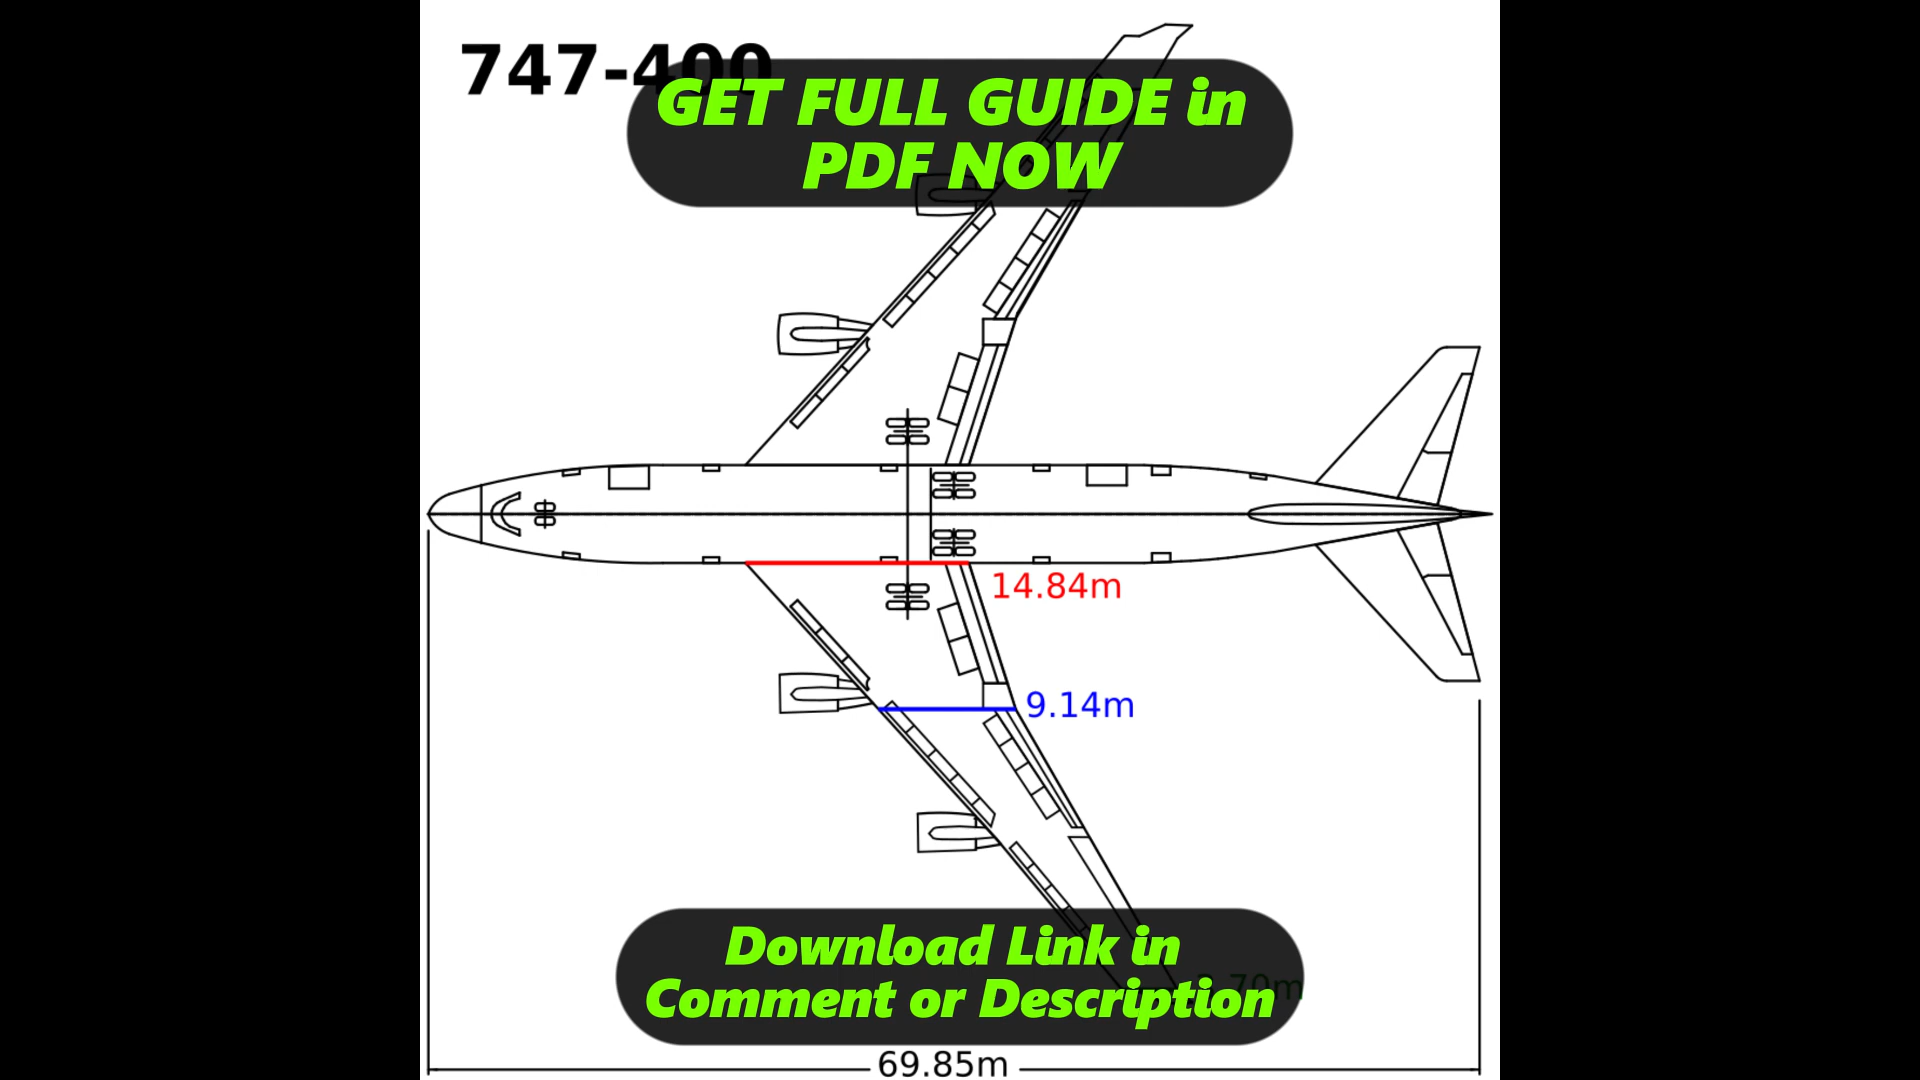 747-400
GET FULL GUIDE in
PDF NOW
14.84m
9.14m
Download Link in
Comment or Description
69.85m